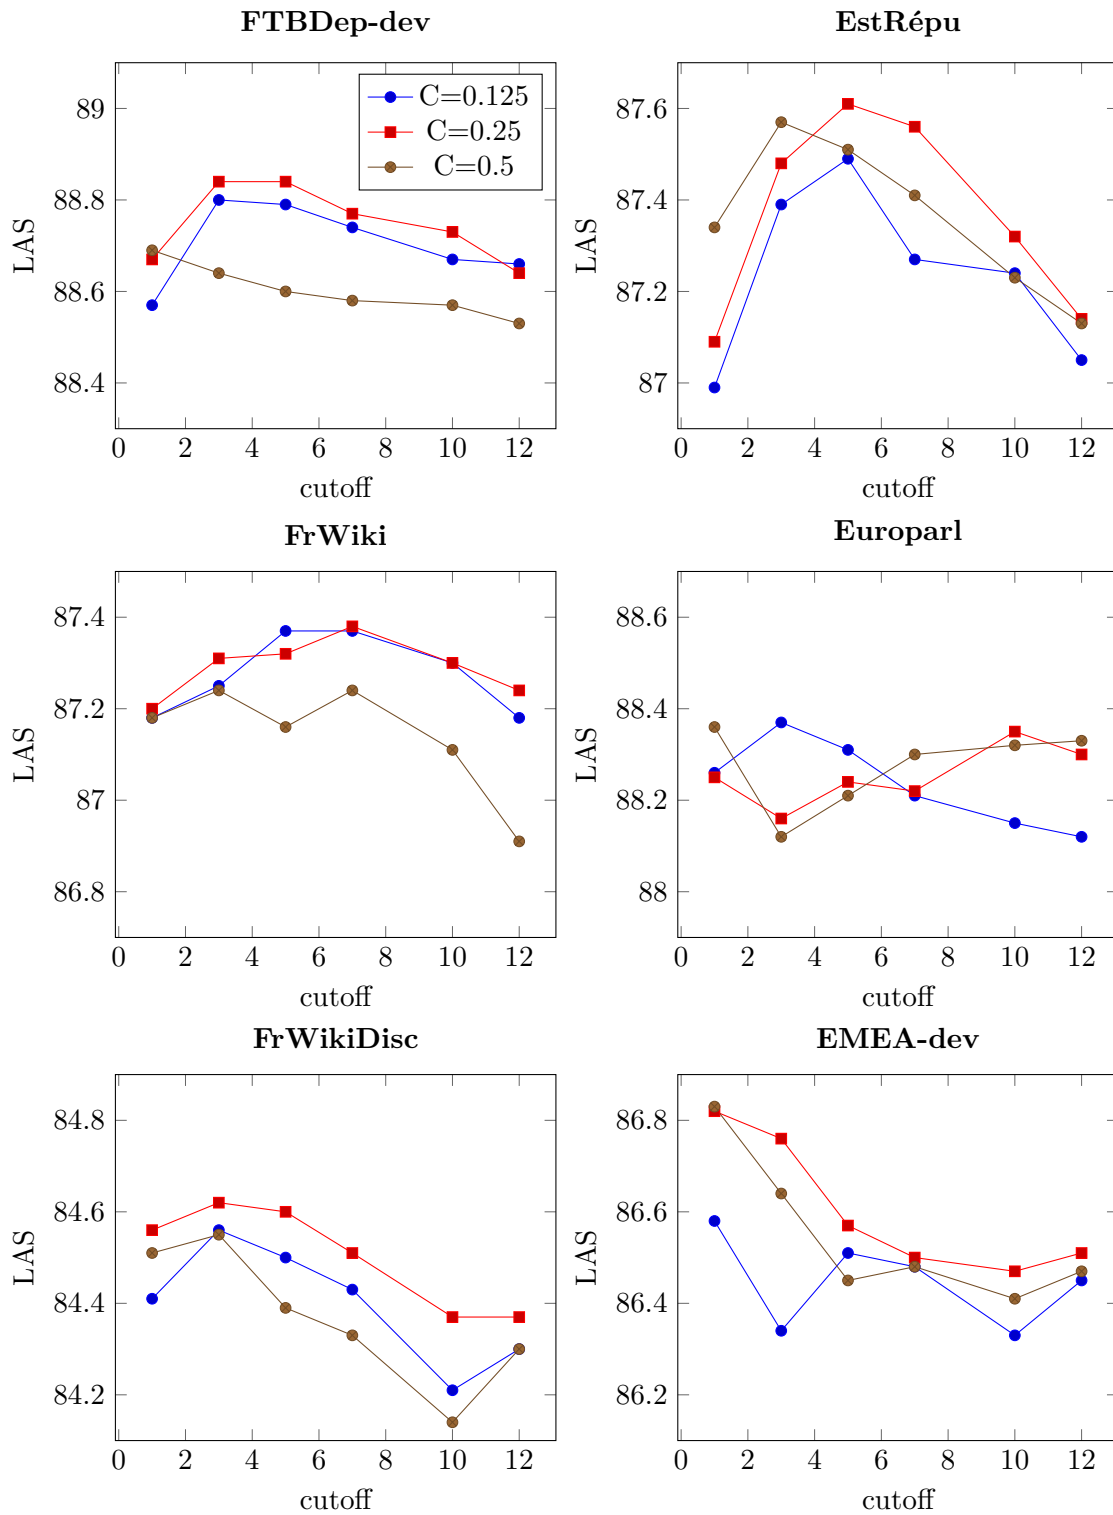 FTBDep-dev
89
88.8
88.6
88.4
LAS
0 2 4 6 8 10 12
cutoff
C=0.125
C=0.25
C=0.5
EstRépu
87.6
87.4
87.2
87
LAS
0 2 4 6 8 10 12
cutoff
FrWiki
87.4
87.2
87
86.8
LAS
0 2 4 6 8 10 12
cutoff
Europarl
88.6
88.4
88.2
88
LAS
0 2 4 6 8 10 12
cutoff
FrWikiDisc
84.8
84.6
84.4
84.2
LAS
0 2 4 6 8 10 12
cutoff
EMEA-dev
86.8
86.6
86.4
86.2
LAS
0 2 4 6 8 10 12
cutoff